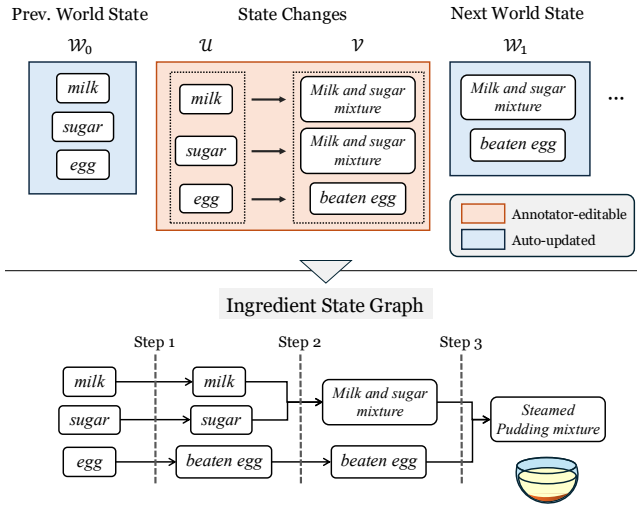 Prev. World State
State Changes
Next World State
𝒲₀
𝒰
𝒱
𝒲₁
milk
sugar
egg
milk
sugar
egg
Milk and sugar
mixture
Milk and sugar
mixture
beaten egg
Milk and sugar
mixture
beaten egg
...
Annotator-editable
Auto-updated
Ingredient State Graph
Step 1
Step 2
Step 3
milk
milk
sugar
sugar
Milk and sugar
mixture
Steamed
Pudding mixture
egg
beaten egg
beaten egg